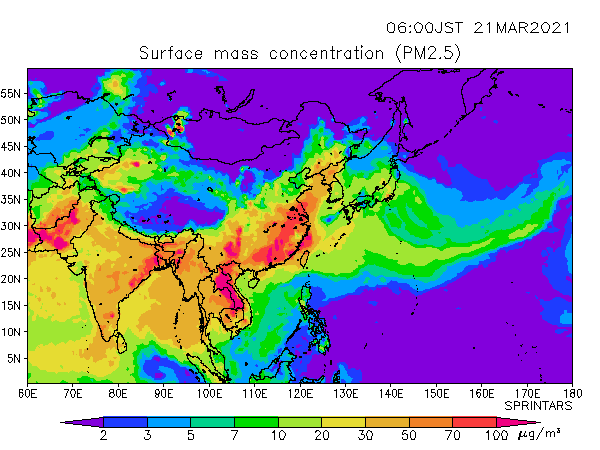 06:00JST 21MAR2021
Surface mass concentration (PM2.5)
55N
50N
45N
40N
35N
30N
25N
20N
15N
10N
5N
60E 70E 80E 90E 100E 110E 120E 130E 140E 150E 160E 170E 180
SPRINTARS
2 3 5 7 10 20 30 50 70 100 μg/m³